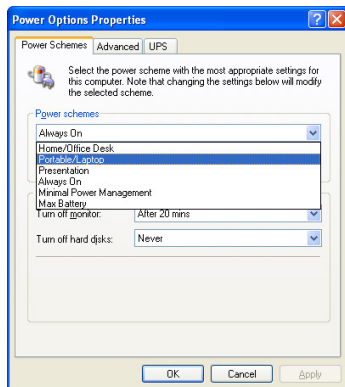 Power Options Properties
Power Schemes Advanced UPS
Select the power scheme with the most appropriate settings for
this computer. Note that changing the settings below will modify
the selected scheme.
Power schemes
Always On
Home/Office Desk
Portable/Laptop
Presentation
Always On
Minimal Power Management
Max Battery
Turn off monitor: After 20 mins
Turn off hard disks: Never
OK Cancel Apply